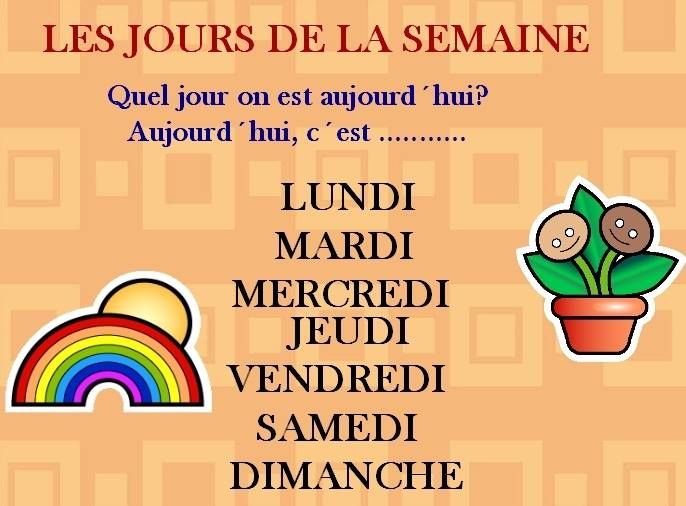 LES JOURS DE LA SEMAINE
Quel jour on est aujourd´hui?
Aujourd´hui, c´est ...........
LUNDI
MARDI
MERCREDI
JEUDI
VENDREDI
SAMEDI
DIMANCHE